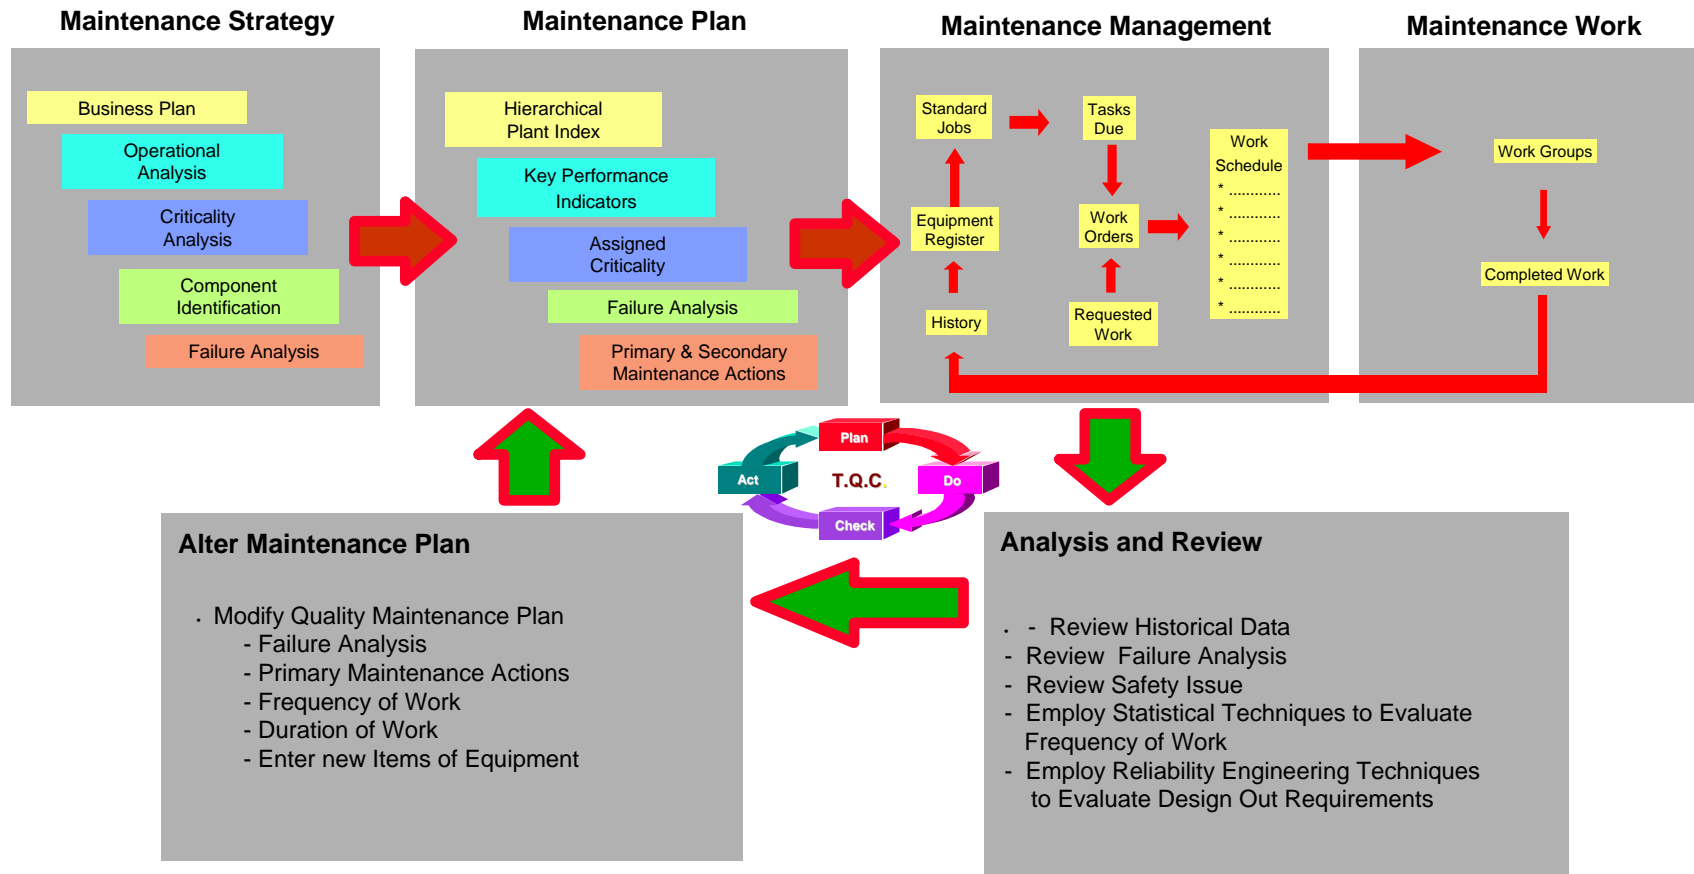 Maintenance Strategy
Business Plan
Operational
Analysis
Criticality
Analysis
Component
Identification
Failure Analysis
Maintenance Plan
Hierarchical
Plant Index
Key Performance
Indicators
Assigned
Criticality
Failure Analysis
Primary & Secondary
Maintenance Actions
Maintenance Management
Standard
Jobs
Tasks
Due
Equipment
Register
Work
Orders
History
Requested
Work
Work
Schedule
* ............
* ............
* ............
* ............
* ............
* ............
Maintenance Work
Work Groups
Completed Work
Plan
Act
T.Q.C.
Do
Check
Alter Maintenance Plan
. Modify Quality Maintenance Plan
- Failure Analysis
- Primary Maintenance Actions
- Frequency of Work
- Duration of Work
- Enter new Items of Equipment
Analysis and Review
. - Review Historical Data
- Review Failure Analysis
- Review Safety Issue
- Employ Statistical Techniques to Evaluate
Frequency of Work
- Employ Reliability Engineering Techniques
to Evaluate Design Out Requirements